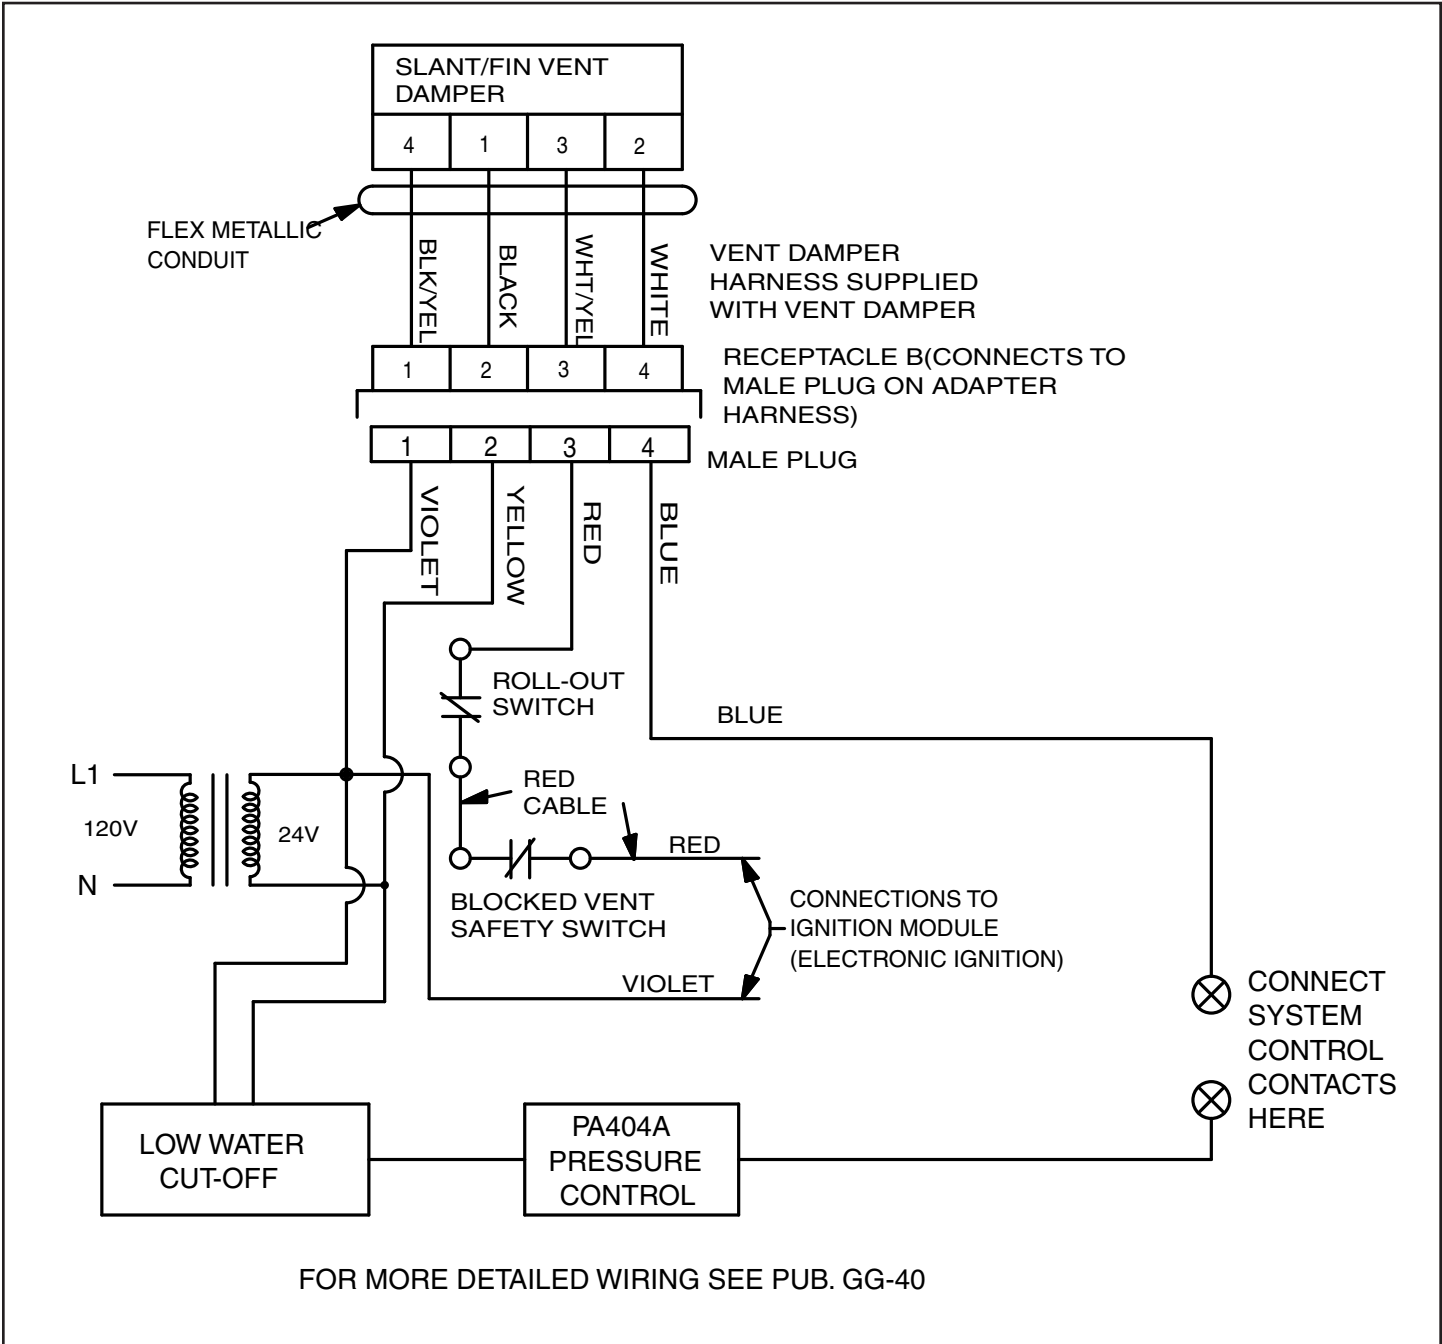 SLANT/FIN VENT
DAMPER
4 1 3 2
FLEX METALLIC
CONDUIT
BLK/YEL
BLACK
WHT/YEL
WHITE
VENT DAMPER
HARNESS SUPPLIED
WITH VENT DAMPER
1 2 3 4
RECEPTACLE B(CONNECTS TO
MALE PLUG ON ADAPTER
HARNESS)
1 2 3 4
MALE PLUG
VIOLET
YELLOW
RED
BLUE
ROLL-OUT
SWITCH
BLUE
L1
120V
N
24V
RED
CABLE
RED
BLOCKED VENT
SAFETY SWITCH
CONNECTIONS TO
IGNITION MODULE
(ELECTRONIC IGNITION)
VIOLET
CONNECT
SYSTEM
CONTROL
CONTACTS
HERE
LOW WATER
CUT-OFF
PA404A
PRESSURE
CONTROL
FOR MORE DETAILED WIRING SEE PUB. GG-40